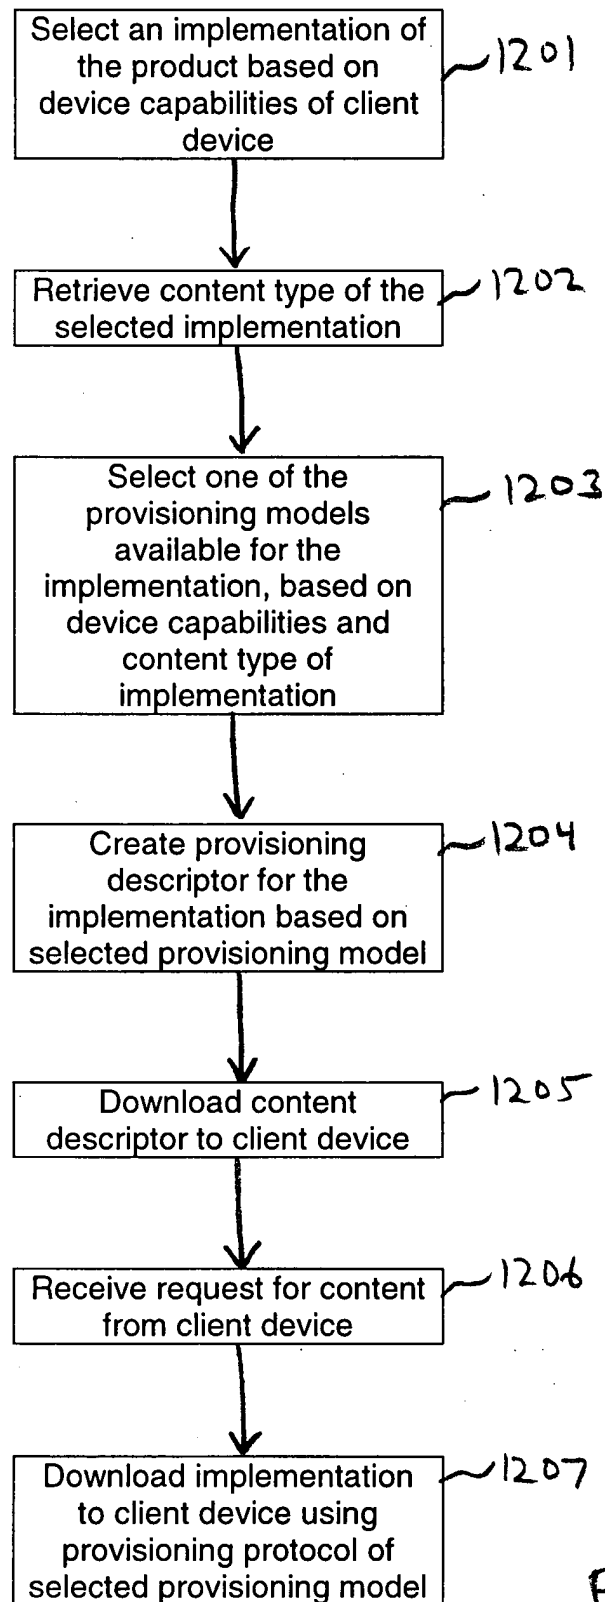 Select an implementation of
the product based on
device capabilities of client
device
1201
Retrieve content type of the
selected implementation
1202
Select one of the
provisioning models
available for the
implementation, based on
device capabilities and
content type of
implementation
1203
Create provisioning
descriptor for the
implementation based on
selected provisioning model
1204
Download content
descriptor to client device
1205
Receive request for content
from client device
1206
Download implementation
to client device using
provisioning protocol of
selected provisioning model
1207